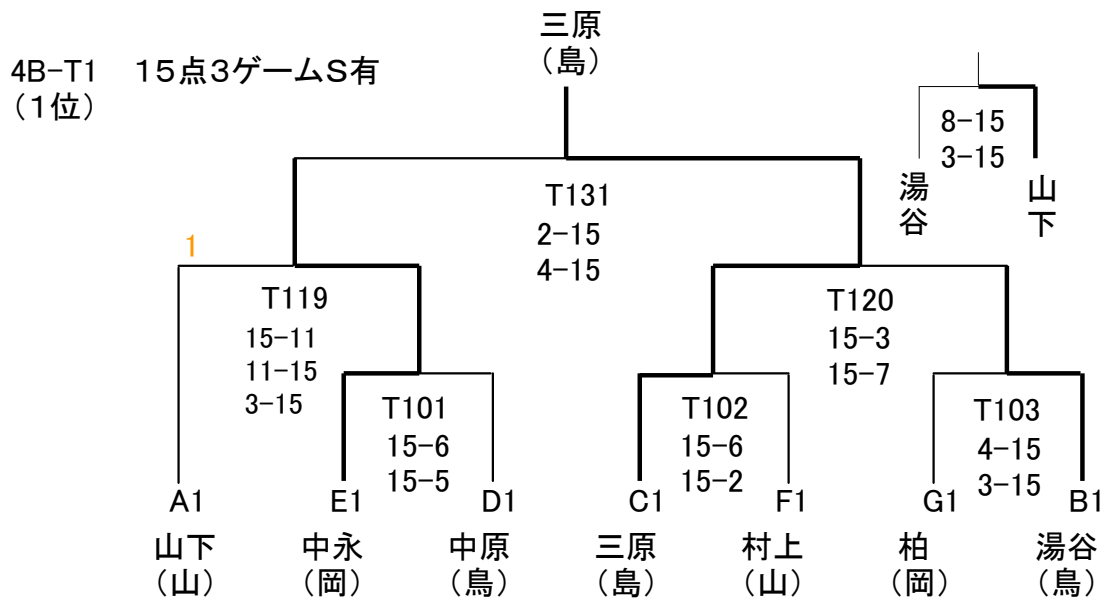 三原
（島）
4B-T1　１５点３ゲームＳ有
（１位）
8-15
3-15
湯谷
山下
T131
2-15
4-15
1
T119
15-11
11-15
3-15
T120
15-3
15-7
T101
15-6
15-5
T102
15-6
15-2
T103
4-15
3-15
A1 E1 D1 C1 F1 G1 B1
山下 中永 中原 三原 村上 柏 湯谷
（山） （岡） （鳥） （島） （山） （岡） （鳥）